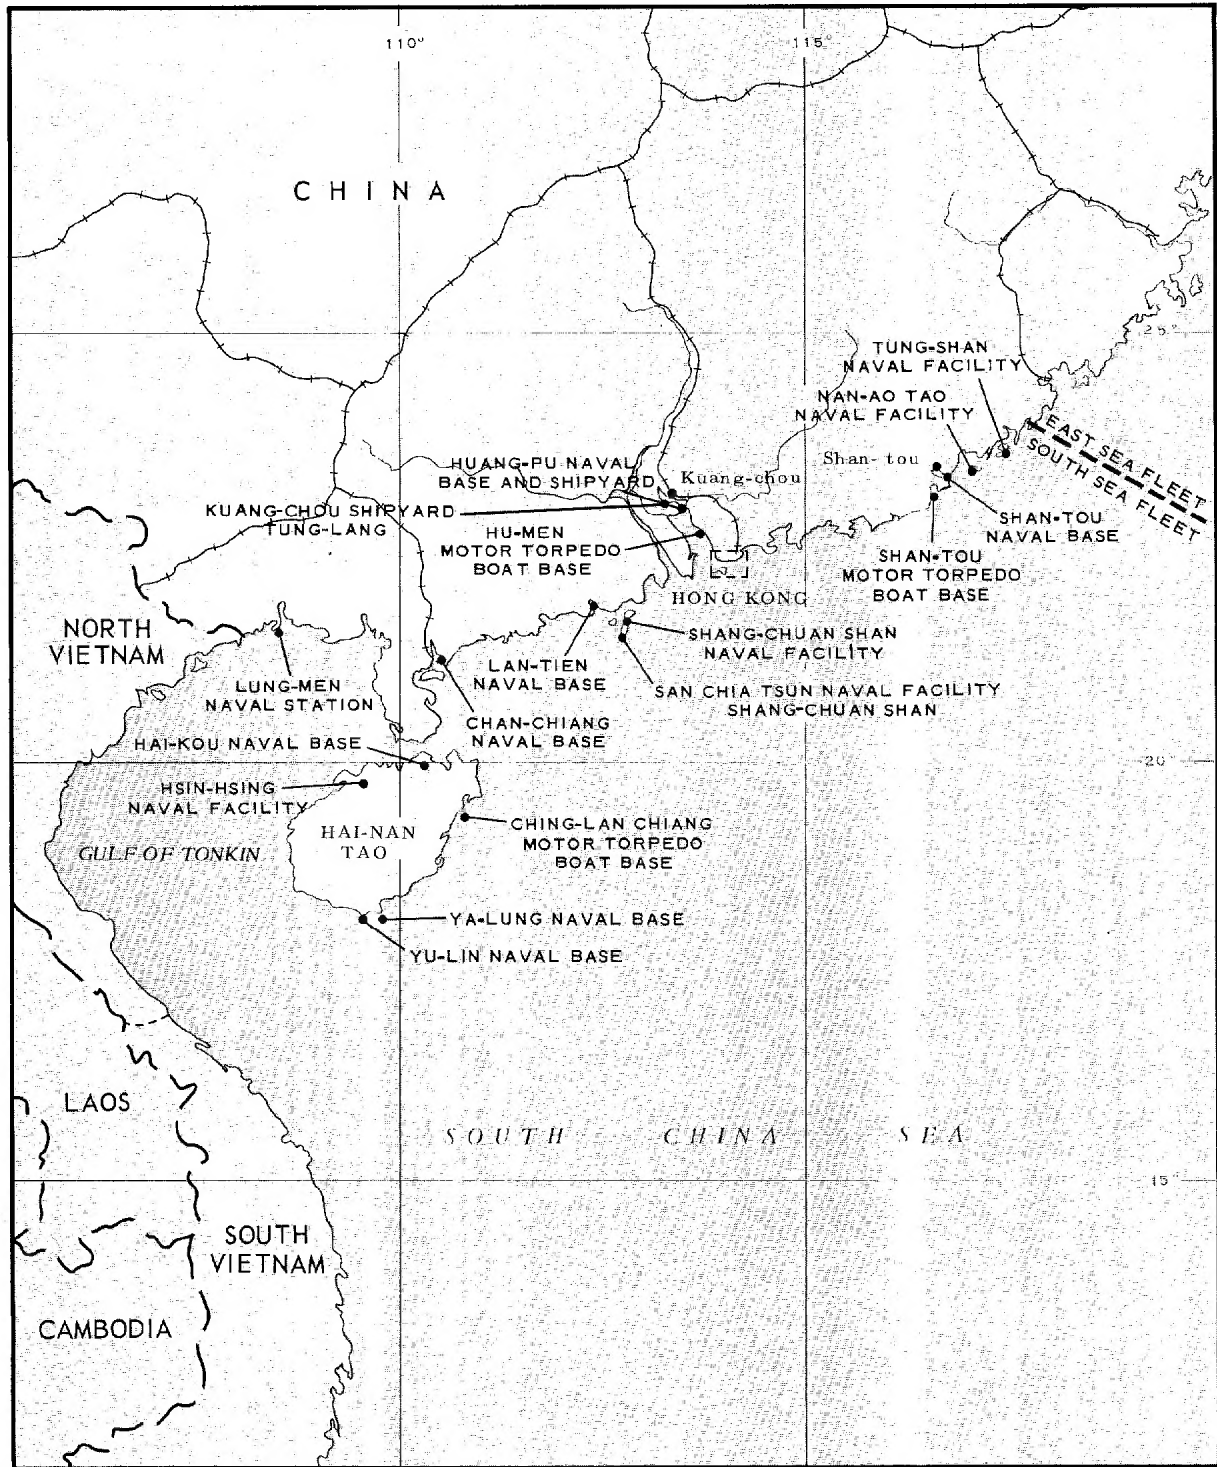 110°
115°
CHINA
25°
TUNG-SHAN
NAVAL FACILITY
NAN-AO TAO
NAVAL FACILITY
EAST SEA FLEET
SOUTH SEA FLEET
Shan-tou
HUANG-PU NAVAL
BASE AND SHIPYARD
Kuang-chou
KUANG-CHOU SHIPYARD
TUNG-LANG
HU-MEN
MOTOR TORPEDO
BOAT BASE
SHAN-TOU
NAVAL BASE
SHAN-TOU
MOTOR TORPEDO
BOAT BASE
HONG KONG
NORTH
VIETNAM
SHANG-CHUAN SHAN
NAVAL FACILITY
LAN-TIEN
NAVAL BASE
LUNG-MEN
NAVAL STATION
SAN CHIA TSUN NAVAL FACILITY
SHANG-CHUAN SHAN
CHAN-CHIANG
NAVAL BASE
HAI-KOU NAVAL BASE
20°
HSIN-HSING
NAVAL FACILITY
CHING-LAN CHIANG
MOTOR TORPEDO
BOAT BASE
HAI-NAN
TAO
GULF OF TONKIN
YA-LUNG NAVAL BASE
YU-LIN NAVAL BASE
LAOS
SOUTH CHINA SEA
15°
SOUTH
VIETNAM
CAMBODIA